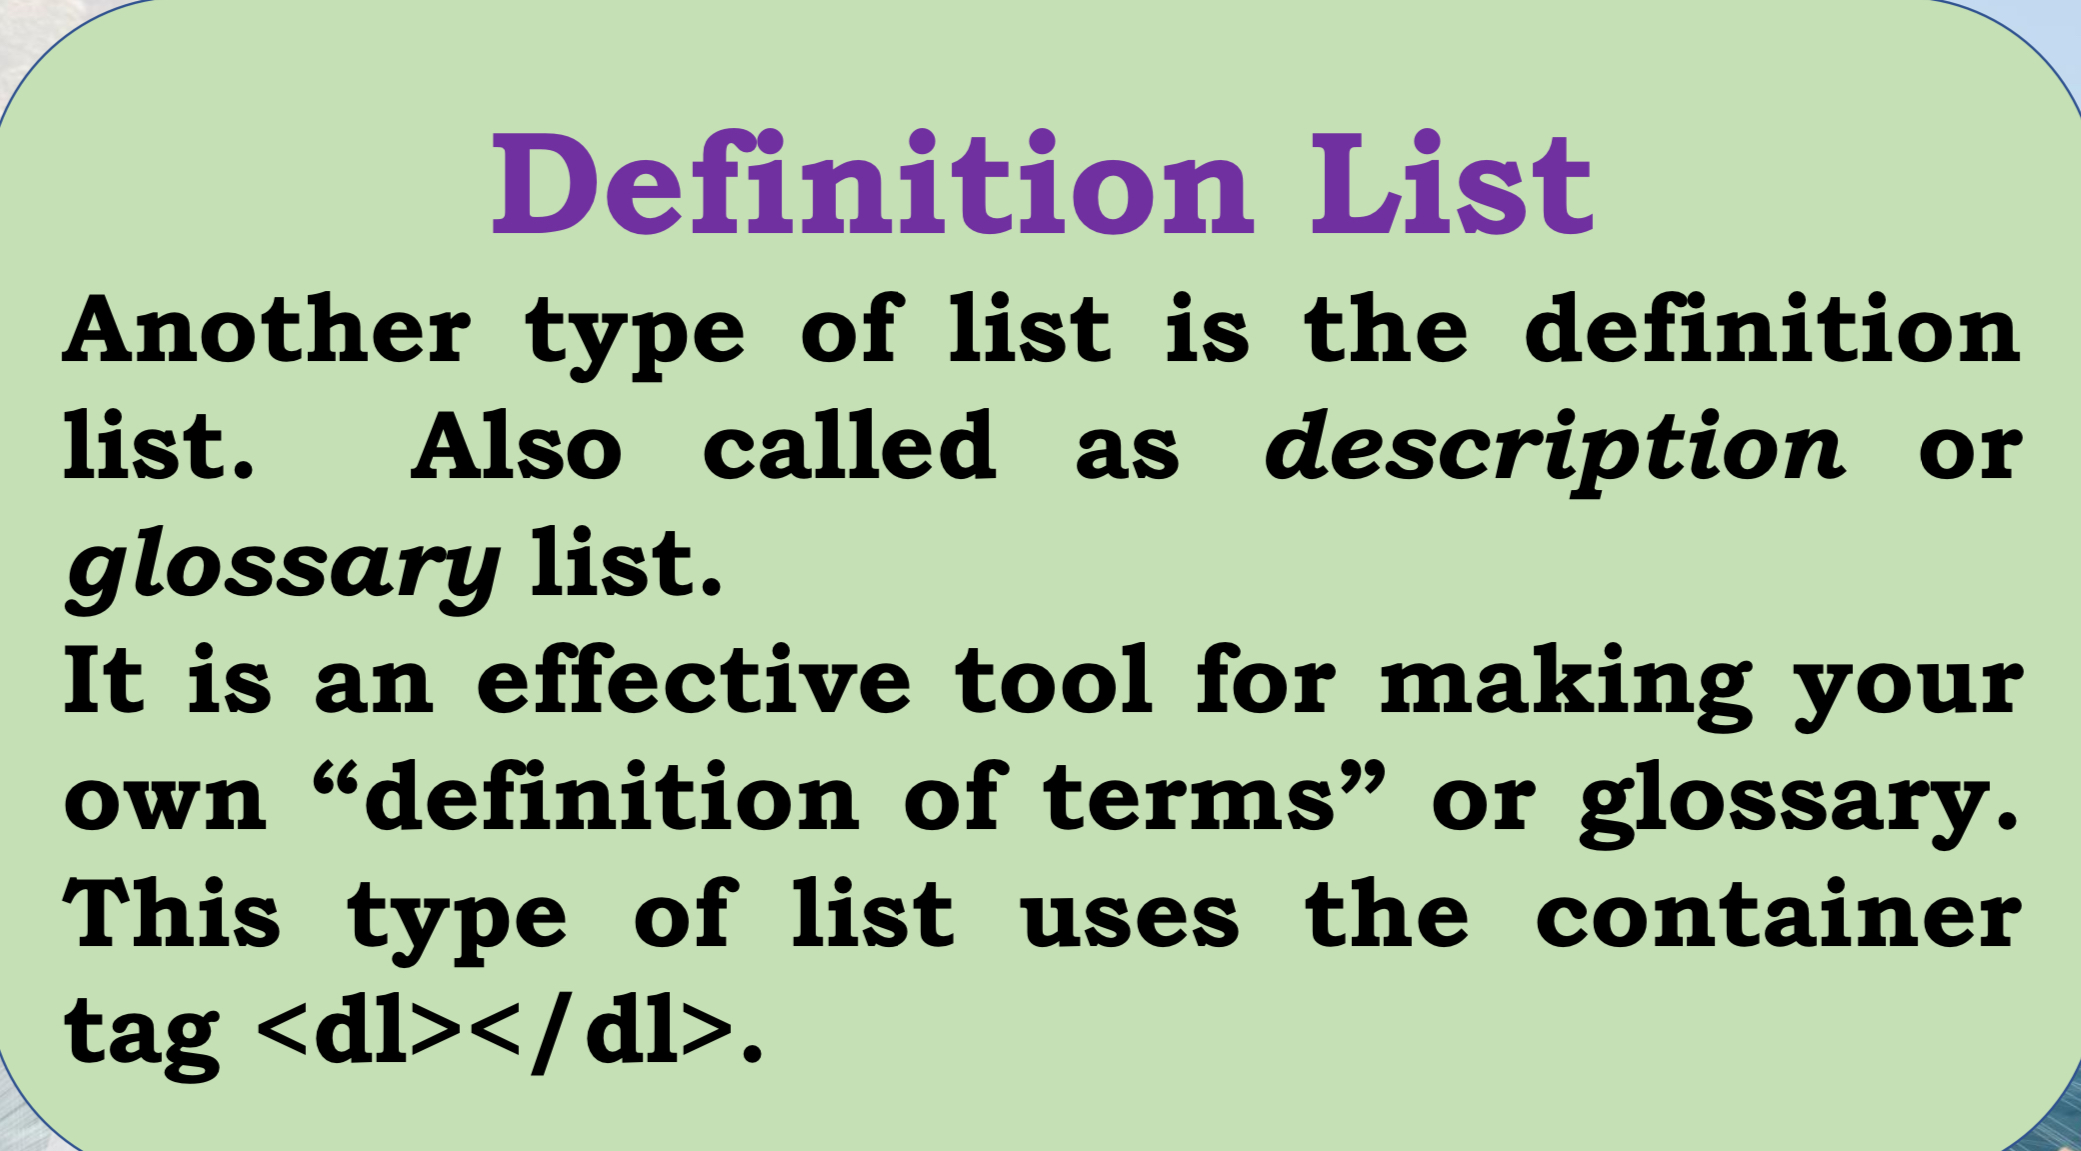 Definition List
Another type of list is the definition
list. Also called as description or
glossary list.
It is an effective tool for making your
own “definition of terms” or glossary.
This type of list uses the container
tag <dl></dl>.